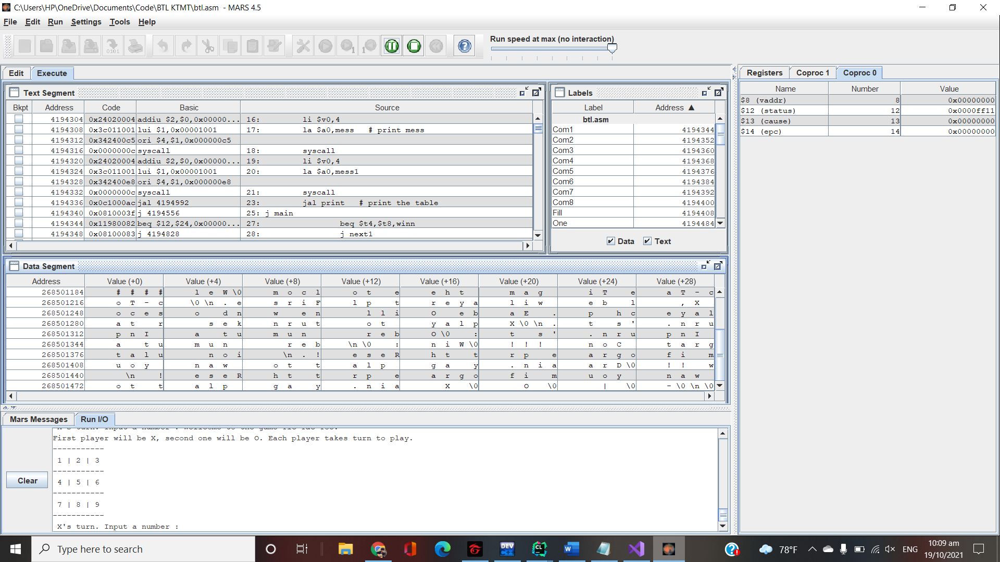 C:\Users\HP\OneDrive\Documents\Code\BTL KTMT\btl.asm - MARS 4.5
File Edit Run Settings Tools Help
Run speed at max (no interaction)
Edit Execute
Registers Coproc 1 Coproc 0
Text Segment
Bkpt Address Code Basic Source
4194304 0x24020004 addiu $2,$0,0x00000... 16: li $v0,4
4194308 0x3c011001 lui $1,0x00001001 17: la $a0,mess # print mess
4194312 0x342400c5 ori $4,$1,0x000000c5
4194316 0x0000000c syscall 18: syscall
4194320 0x24020004 addiu $2,$0,0x00000... 19: li $v0,4
4194324 0x3c011001 lui $1,0x00001001 20: la $a0,mess1
4194328 0x342400e8 ori $4,$1,0x000000e8
4194332 0x0000000c syscall 21: syscall
4194336 0x0c1000ac jal 4194992 23: jal print # print the table
4194340 0x0810003f j 4194556 25: j main
4194344 0x11980082 beq $12,$24,0x00000... 27: beq $t4,$t8,winn
4194348 0x08100083 j 4194828 28: j next1
Labels
Label Address ▲
btl.asm
Com1 4194344
Com2 4194352
Com3 4194360
Com4 4194368
Com5 4194376
Com6 4194384
Com7 4194392
Com8 4194400
Fill 4194408
One 4194484
Data Text
Name Number Value
$8 (vaddr) 8 0x00000000
$12 (status) 12 0x0000ff11
$13 (cause) 13 0x00000000
$14 (epc) 14 0x00000000
Data Segment
Address Value (+0) Value (+4) Value (+8) Value (+12) Value (+16) Value (+20) Value (+24) Value (+28)
268501184 # # # # l e W \0 m o c l o t e e h t m a g i T e a T - c
268501216 o T - c \0 \n . e s r i F l p t r e y a l i w e b l , X
268501248 o c e s o d n w e n l l i O e b a E . p h c e y a l
268501280 a t r s e k n r u t o t y a l p X \0 \n . t s ' . n r u
268501312 p n I a t u m u n r e b O \0 : t s ' . n r u p n I
268501344 a t u m u n r e b \n \0 : n i W \0 ! ! ! n o C t a r g
268501376 t a l u n o i \n . ! e s e R h t t r p e a r g o f i m
268501408 u o y n a w o t t a l p g a y . n i a a r D \0 ! ! w
268501440 \n ! e s e R h t t r p e a r g o f i m u o y n a w
268501472 o t t a l p g a y . n i a X \0 O \0 | \0 - \0 \n \0
Mars Messages Run I/O
X's turn. Input a number : Wellcome to the game Tic-Tac-Toe.
First player will be X, second one will be O. Each player takes turn to play.
-----------
1 | 2 | 3
-----------
4 | 5 | 6
-----------
7 | 8 | 9
-----------
X's turn. Input a number :
Clear
Type here to search
78°F ENG 10:09 am
19/10/2021